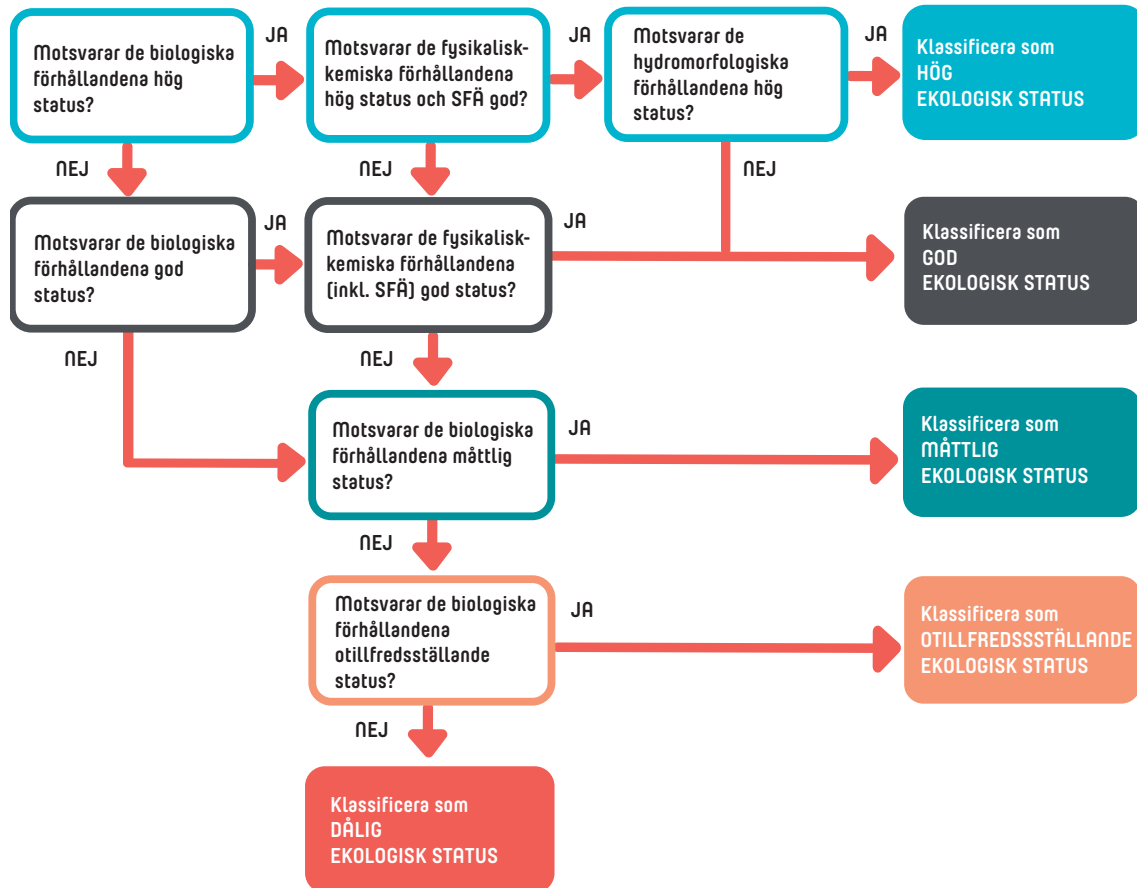 Motsvarar de biologiska
förhållandena hög
status?
JA
Motsvarar de fysikalisk-
kemiska förhållandena
hög status och SFÄ god?
JA
Motsvarar de
hydromorfologiska
förhållandena hög
status?
JA
Klassificera som
HÖG
EKOLOGISK STATUS
NEJ
NEJ
NEJ
Motsvarar de biologiska
förhållandena god
status?
JA
Motsvarar de fysikalisk-
kemiska förhållandena
(inkl. SFÄ) god status?
JA
Klassificera som
GOD
EKOLOGISK STATUS
NEJ
NEJ
Motsvarar de biologiska
förhållandena måttlig
status?
JA
Klassificera som
MÅTTLIG
EKOLOGISK STATUS
NEJ
Motsvarar de biologiska
förhållandena
otillfredsställande
status?
JA
Klassificera som
OTILLFREDSSSTÄLLANDE
EKOLOGISK STATUS
NEJ
Klassificera som
DÅLIG
EKOLOGISK STATUS